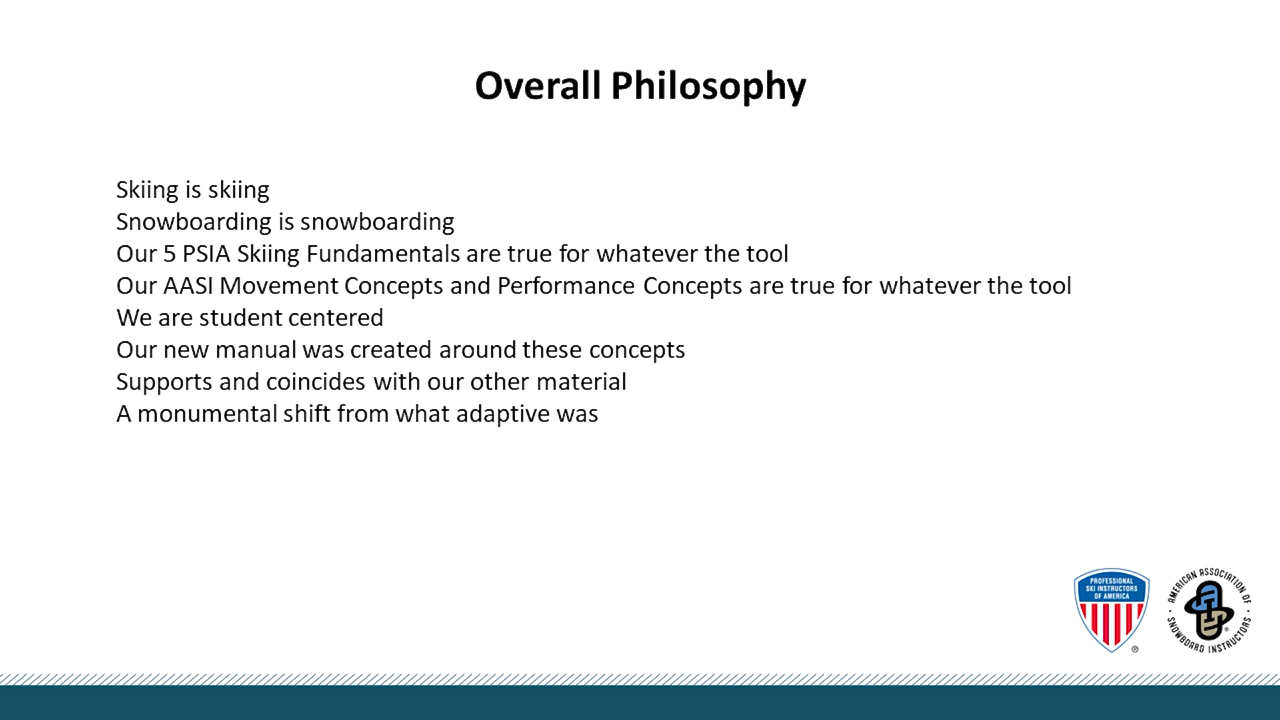 Overall Philosophy
Skiing is skiing
Snowboarding is snowboarding
Our 5 PSIA Skiing Fundamentals are true for whatever the tool
Our AASI Movement Concepts and Performance Concepts are true for whatever the tool
We are student centered
Our new manual was created around these concepts
Supports and coincides with our other material
A monumental shift from what adaptive was
PROFESSIONAL
SKI INSTRUCTORS
OF AMERICA
®
AMERICAN ASSOCIATION OF
SNOWBOARD INSTRUCTORS
®